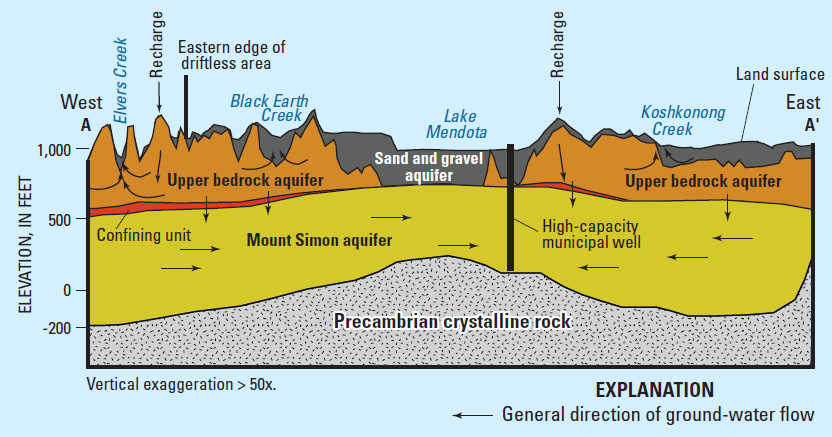 Elvers Creek
Recharge
Eastern edge of
driftless area
Recharge
Land surface
West
A
Black Earth
Creek
Lake
Mendota
Koshkonong
Creek
East
A'
1,000
500
0
-200
ELEVATION, IN FEET
Sand and gravel
aquifer
Upper bedrock aquifer
Upper bedrock aquifer
Confining unit
Mount Simon aquifer
High-capacity
municipal well
Precambrian crystalline rock
Vertical exaggeration > 50x.
EXPLANATION
General direction of ground-water flow